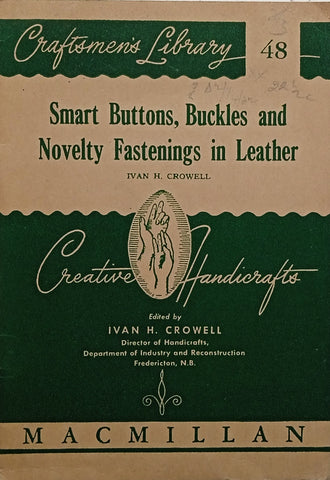 Craftsmen's Library
48
Smart Buttons, Buckles and
Novelty Fastenings in Leather
IVAN H. CROWELL
Creative Handicrafts
Edited by
IVAN H. CROWELL
Director of Handicrafts,
Department of Industry and Reconstruction
Fredericton, N.B.
MACMILLAN